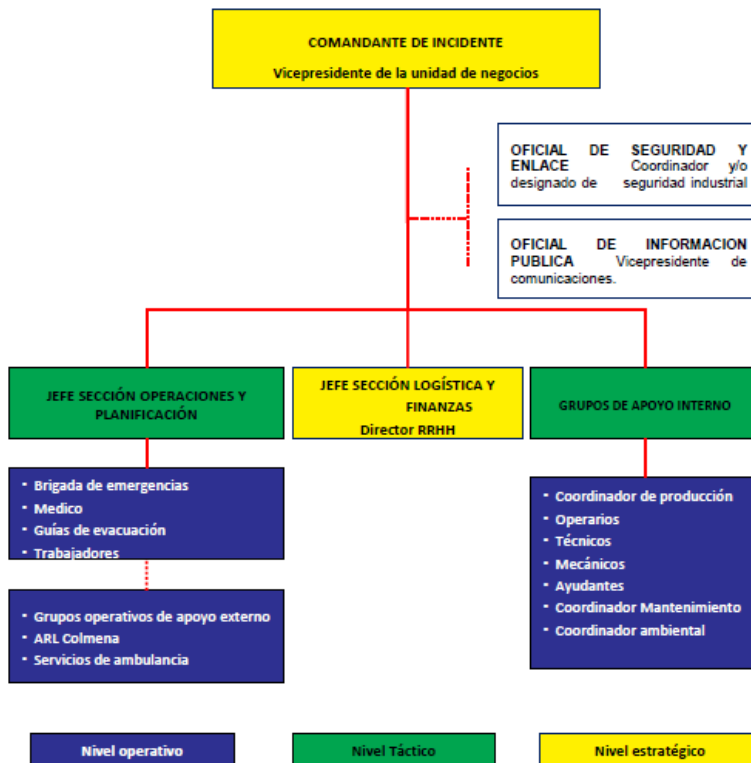 COMANDANTE DE INCIDENTE
Vicepresidente de la unidad de negocios
OFICIAL DE SEGURIDAD Y
ENLACE Coordinador y/o
designado de seguridad industrial
OFICIAL DE INFORMACION
PUBLICA Vicepresidente de
comunicaciones.
JEFE SECCIÓN OPERACIONES Y
PLANIFICACIÓN
JEFE SECCIÓN LOGÍSTICA Y
FINANZAS
Director RRHH
GRUPOS DE APOYO INTERNO
· Brigada de emergencias
· Medico
· Guías de evacuación
· Trabajadores
· Grupos operativos de apoyo externo
· ARL Colmena
· Servicios de ambulancia
· Coordinador de producción
· Operarios
· Técnicos
· Mecánicos
· Ayudantes
· Coordinador Mantenimiento
· Coordinador ambiental
Nivel operativo
Nivel Táctico
Nivel estratégico